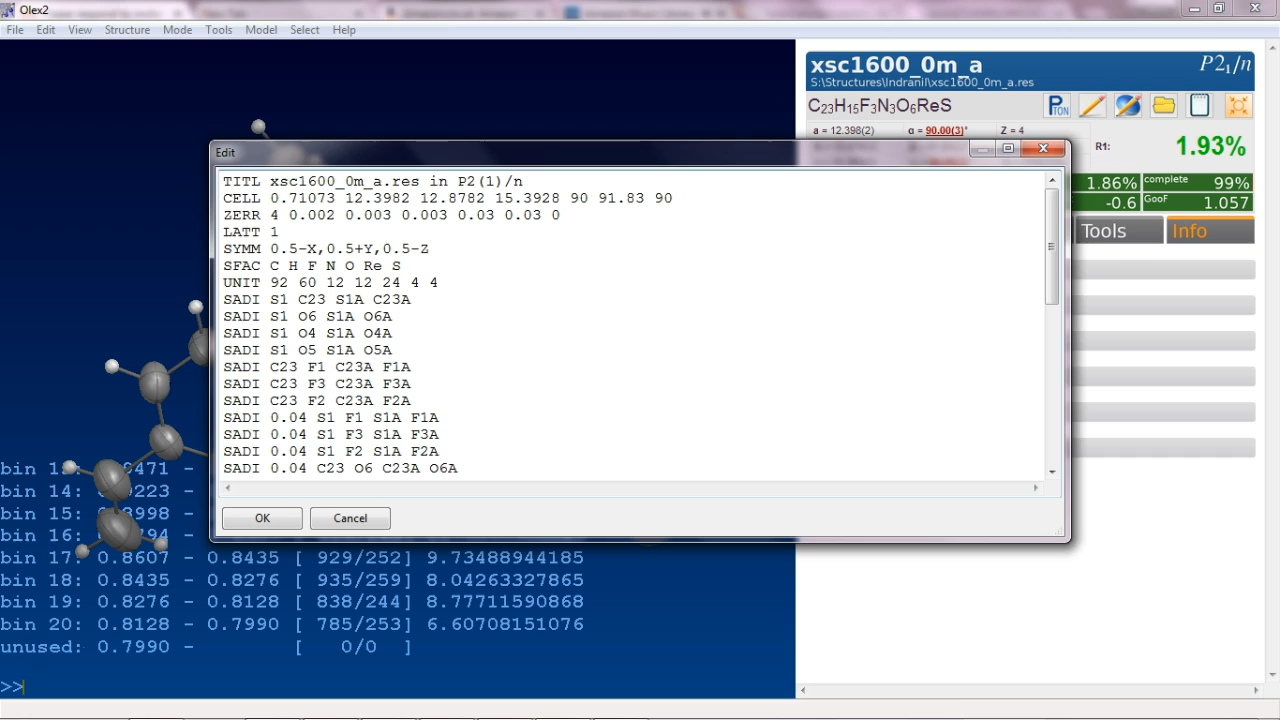 Olex2
File Edit View Structure Mode Tools Model Select Help
xsc1600_0m_a
P2₁/n
S:\Structures\Indranil\xsc1600_0m_a.res
C₂₃H₁₅F₃N₃O₆ReS
PTON
a = 12.398(2) α = 90.00(3)° Z = 4
R1: 1.93%
1.86% complete 99%
-0.6 GooF 1.057
Tools Info
Edit
TITL xsc1600_0m_a.res in P2(1)/n
CELL 0.71073 12.3982 12.8782 15.3928 90 91.83 90
ZERR 4 0.002 0.003 0.003 0.03 0.03 0
LATT 1
SYMM 0.5-X,0.5+Y,0.5-Z
SFAC C H F N O Re S
UNIT 92 60 12 12 24 4 4
SADI S1 C23 S1A C23A
SADI S1 O6 S1A O6A
SADI S1 O4 S1A O4A
SADI S1 O5 S1A O5A
SADI C23 F1 C23A F1A
SADI C23 F3 C23A F3A
SADI C23 F2 C23A F2A
SADI 0.04 S1 F1 S1A F1A
SADI 0.04 S1 F3 S1A F3A
SADI 0.04 S1 F2 S1A F2A
SADI 0.04 C23 O6 C23A O6A
OK Cancel
bin 14:
bin 15:
bin 16:
bin 17: 0.8607 - 0.8435 [ 929/252] 9.73488944185
bin 18: 0.8435 - 0.8276 [ 935/259] 8.04263327865
bin 19: 0.8276 - 0.8128 [ 838/244] 8.77711590868
bin 20: 0.8128 - 0.7990 [ 785/253] 6.60708151076
unused: 0.7990 - [ 0/0 ]
>>